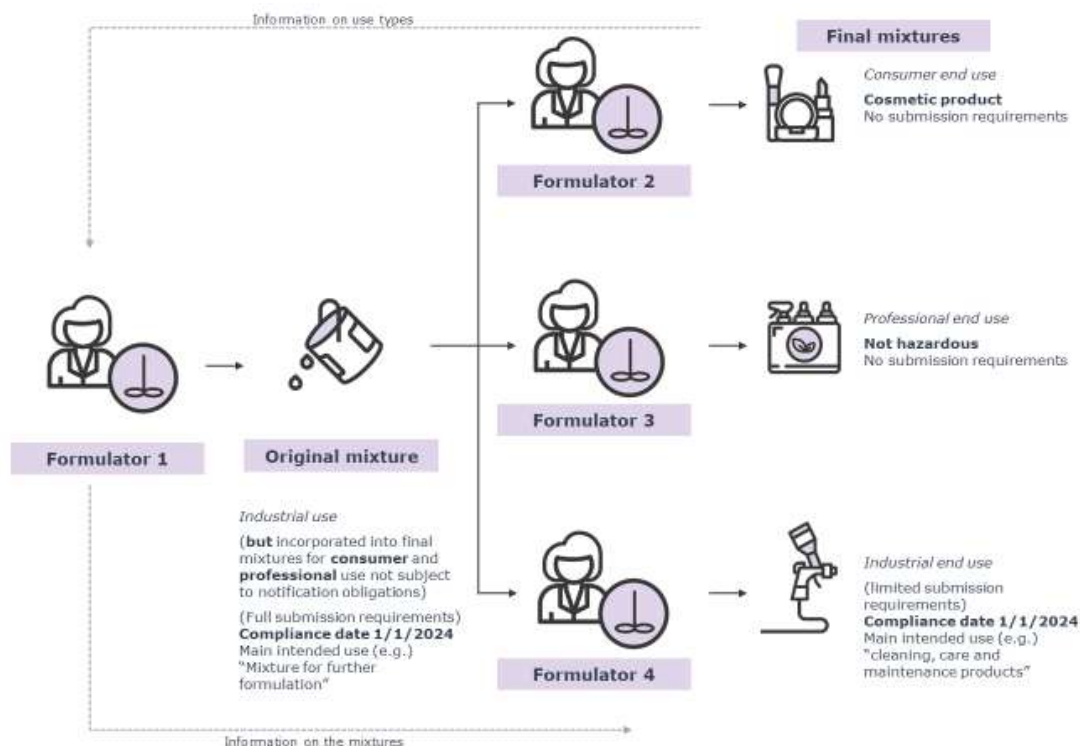 Information on use types
Final mixtures
Consumer end use
Cosmetic product
No submission requirements
Formulator 2
Professional end use
Not hazardous
No submission requirements
Formulator 3
Formulator 1
Original mixture
Industrial use
(but incorporated into final
mixtures for consumer and
professional use not subject
to notification obligations)
(Full submission requirements)
Compliance date 1/1/2024
Main intended use (e.g.)
“Mixture for further
formulation”
Industrial end use
(limited submission
requirements)
Compliance date 1/1/2024
Main intended use (e.g.)
“cleaning, care and
maintenance products”
Formulator 4
Information on the mixtures